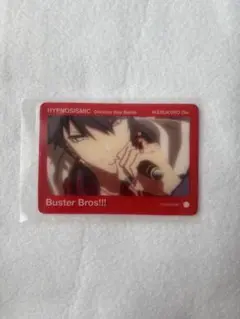 HYPNOSISMIC Division Rap Battle IKEBUKURO Div.
Buster Bros!!!